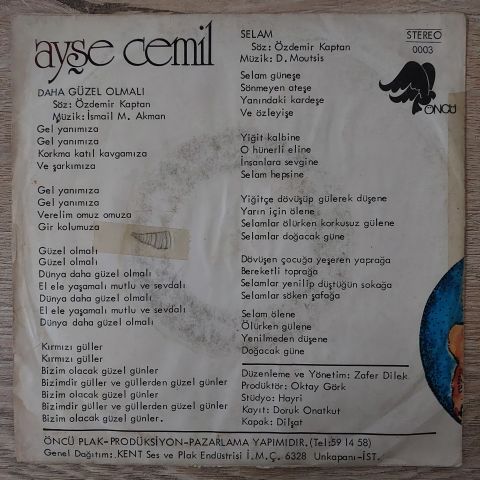 ayşe cemil
DAHA GÜZEL OLMALI
Söz: Özdemir Kaptan
Müzik: İsmail M. Akman
Gel yanımıza
Gel yanımıza
Korkma katıl kavgamıza
Ve şarkımıza
Gel yanımıza
Gel yanımıza
Verelim omuz omuza
Gir kolumuza
Güzel olmalı
Güzel olmalı
Dünya daha güzel olmalı
El ele yaşamalı mutlu ve sevdalı
Dünya daha güzel olmalı
El ele yaşamalı mutlu ve sevdalı
Dünya daha güzel olmalı
Kırmızı güller
Kırmızı güller
Bizim olacak güzel günler
Bizimdir güller ve güllerden güzel günler
Bizim olacak güzel günler
Bizimdir güller ve güllerden güzel günler
Bizim olacak güzel günler.
SELAM
Söz: Özdemir Kaptan
Müzik: D. Moutsis
Selam güneşe
Sönmeyen ateşe
Yanındaki kardeşe
Ve özleyişe
Yiğit kalbine
O hünerli eline
İnsanlara sevgine
Selam hepsine
Yiğitçe dövüşüp gülerek düşene
Yarın için ölene
Selamlar ölürken korkusuz gülene
Selamlar doğacak güne
Dövüşen çocuğa yeşeren yaprağa
Bereketli toprağa
Selamlar yenilip düştüğün sokağa
Selamlar söken şafağa
Selam ölene
Ölürken gülene
Yenilmeden düşene
Doğacak güne
STEREO
0003
ÖNCÜ
Düzenleme ve Yönetim: Zafer Dilek
Prodüktör: Oktay Görk
Stüdyo: Hayri
Kayıt: Doruk Onatkut
Kapak: Dilşat
ÖNCÜ PLAK-PRODÜKSİYON-PAZARLAMA YAPIMIDIR.(Tel:59 14 58)
Genel Dağıtım: KENT Ses ve Plak Endüstrisi İ.M.Ç. 6328 Unkapanı-İST.